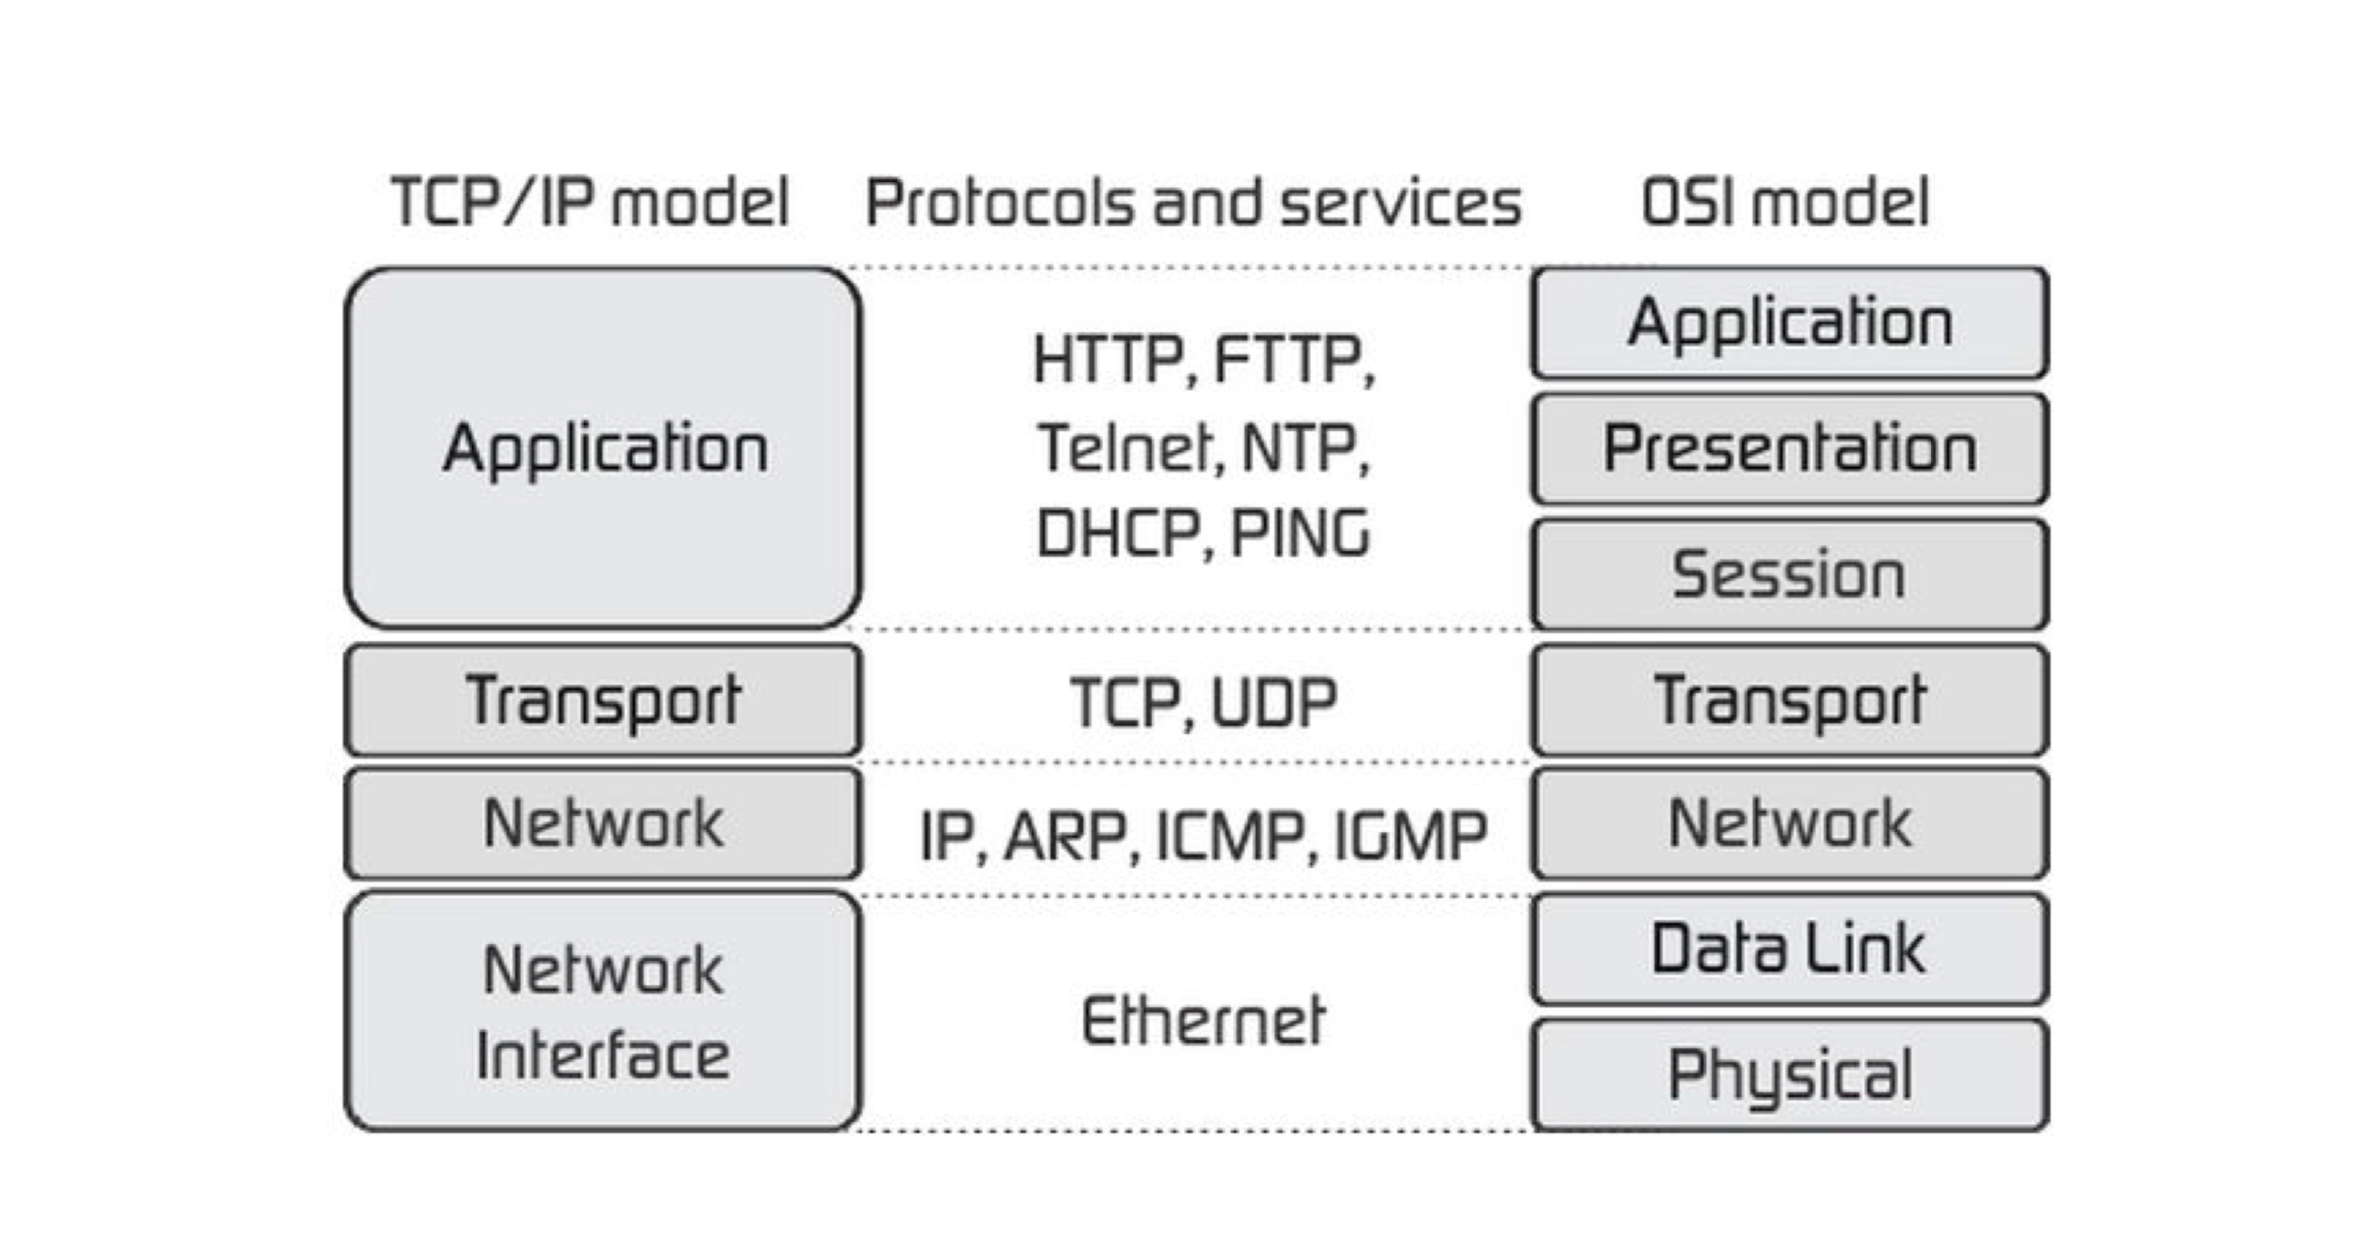 TCP/IP model
Protocols and services
OSI model
Application
HTTP, FTTP,
Telnet, NTP,
DHCP, PING
Application
Presentation
Session
Transport
TCP, UDP
Transport
Network
IP, ARP, ICMP, IGMP
Network
Network
Interface
Ethernet
Data Link
Physical